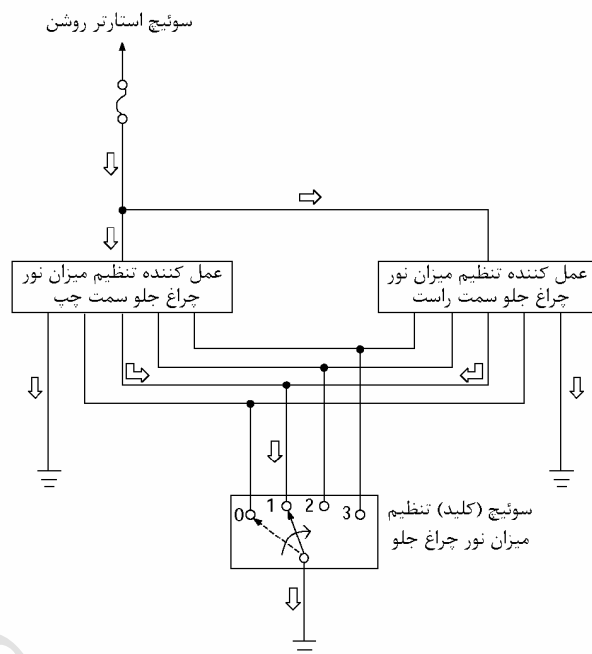 سوئیچ استارتر روشن
عمل کننده تنظیم میزان نور
چراغ جلو سمت چپ
عمل کننده تنظیم میزان نور
چراغ جلو سمت راست
0
1
2
3
سوئیچ (کلید) تنظیم
میزان نور چراغ جلو